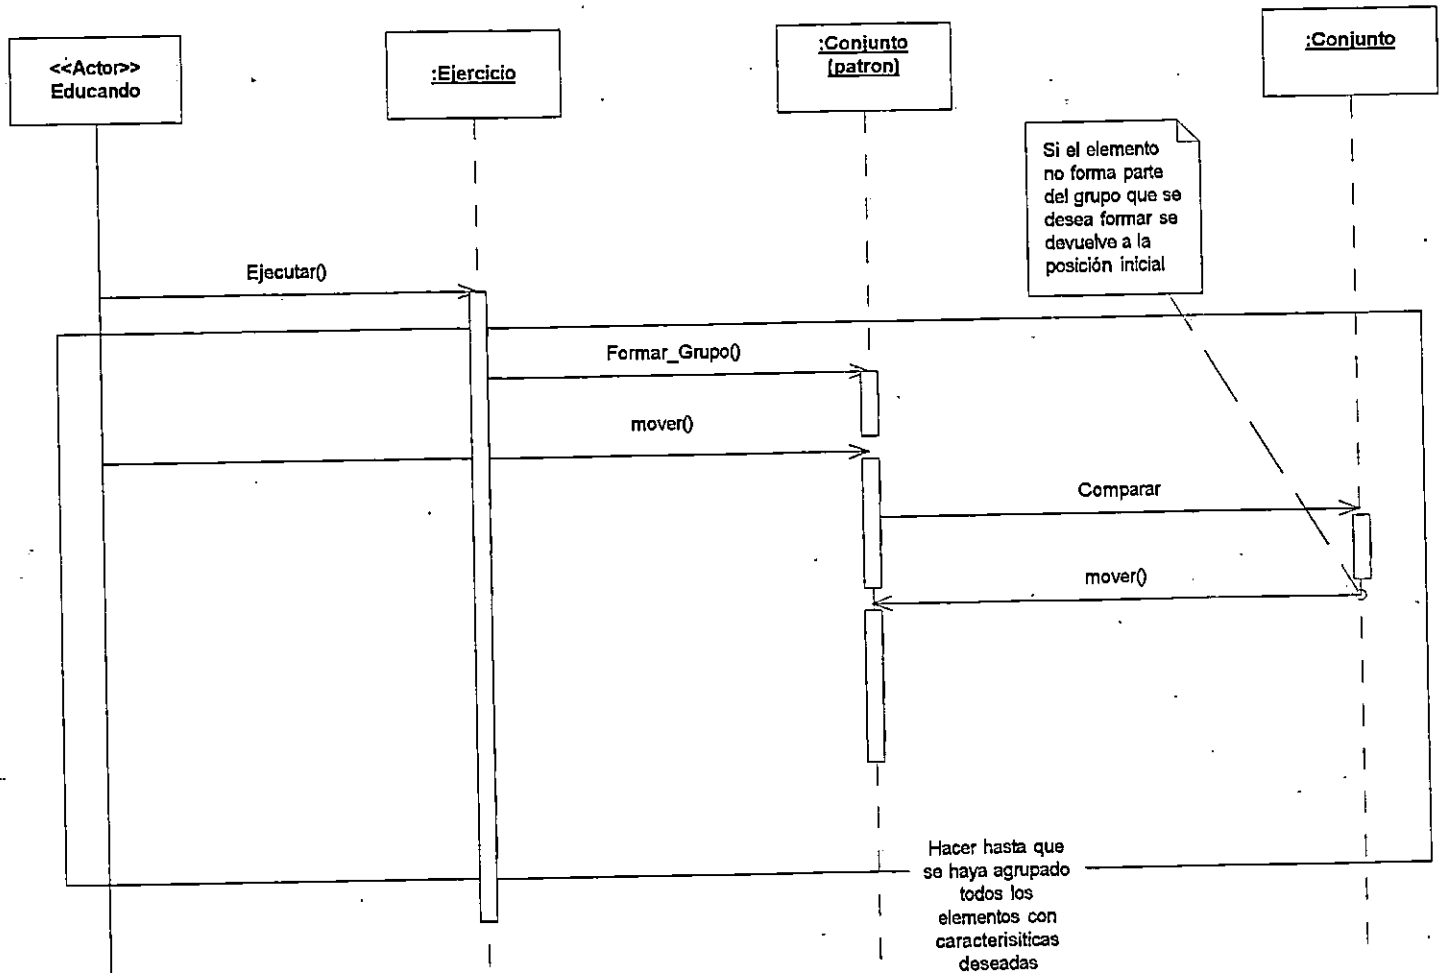 <<Actor>>
Educando
:Ejercicio
:Conjunto
(patron)
:Conjunto
Si el elemento
no forma parte
del grupo que se
desea formar se
devuelve a la
posición inicial
Ejecutar()
Formar_Grupo()
mover()
Comparar
mover()
Hacer hasta que
se haya agrupado
todos los
elementos con
caracterisiticas
deseadas